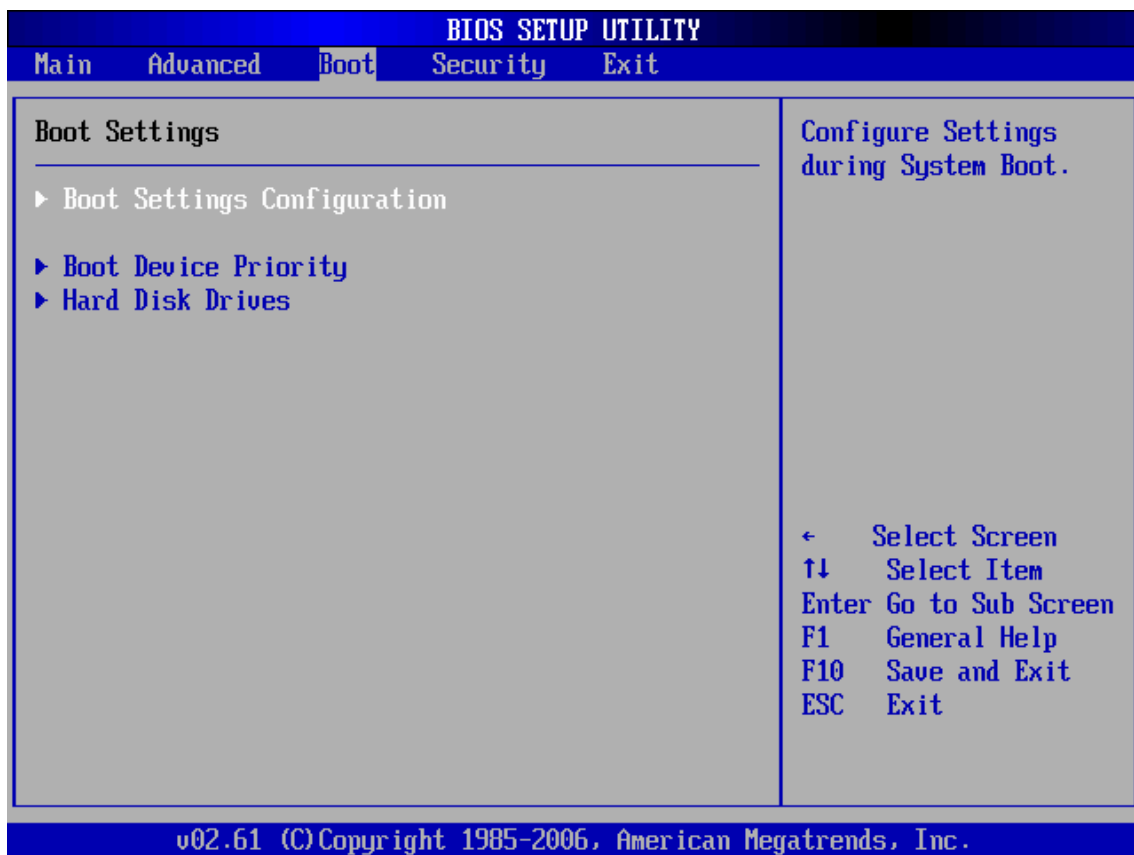 BIOS SETUP UTILITY
Main Advanced Boot Security Exit
Boot Settings
▶ Boot Settings Configuration
▶ Boot Device Priority
▶ Hard Disk Drives
Configure Settings
during System Boot.
← Select Screen
↑↓ Select Item
Enter Go to Sub Screen
F1 General Help
F10 Save and Exit
ESC Exit
v02.61 (C)Copyright 1985-2006, American Megatrends, Inc.